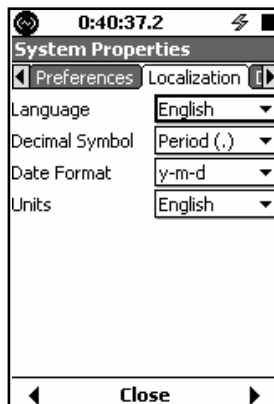 0:40:37.2
System Properties
Preferences Localization
Language English
Decimal Symbol Period (.)
Date Format y-m-d
Units English
Close